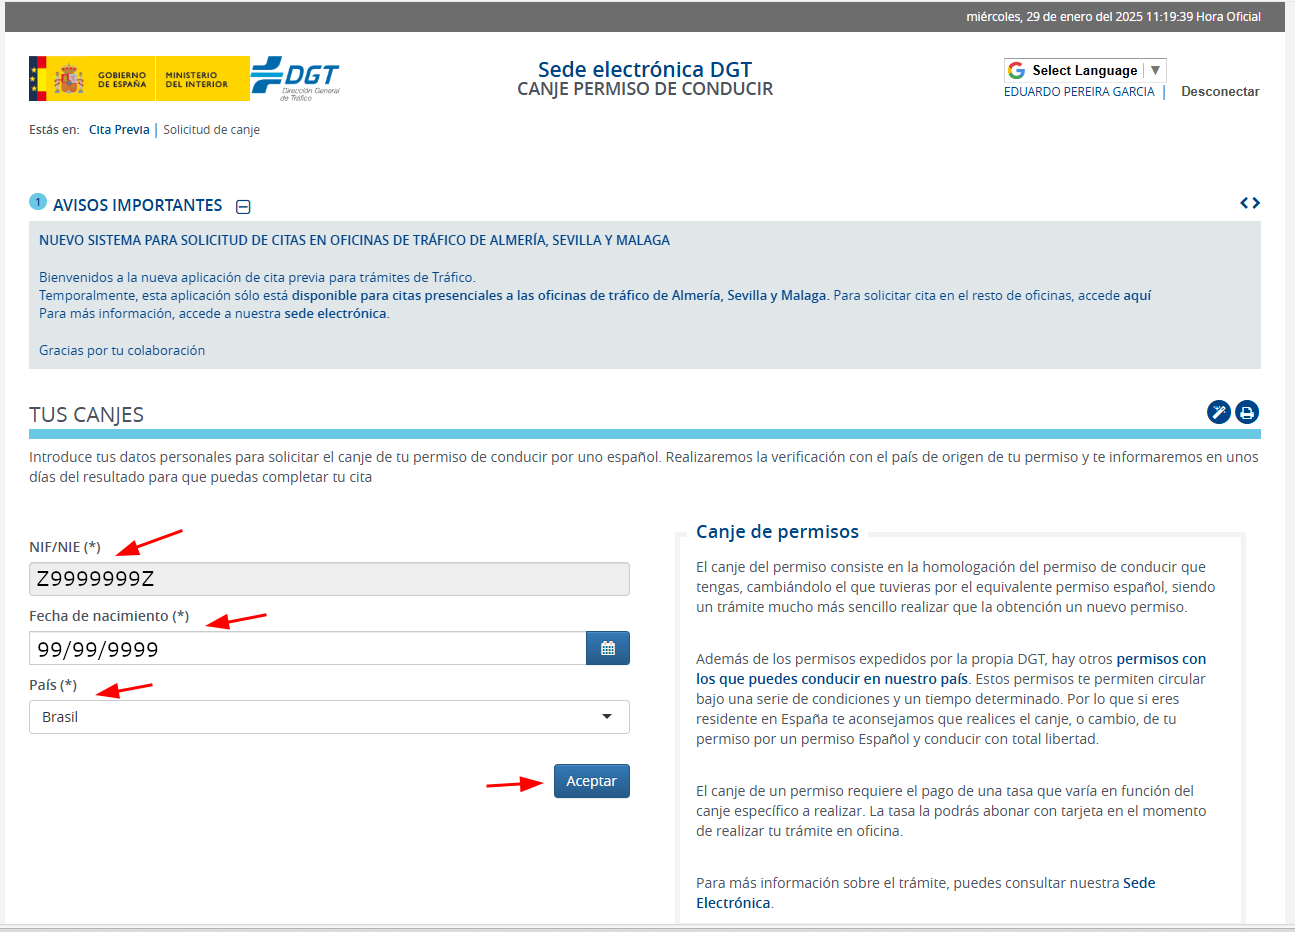 miércoles, 29 de enero del 2025 11:19:39 Hora Oficial
GOBIERNO
DE ESPAÑA
MINISTERIO
DEL INTERIOR
DGT
Dirección General
de Tráfico
Sede electrónica DGT
CANJE PERMISO DE CONDUCIR
Select Language ▼
EDUARDO PEREIRA GARCIA | Desconectar
Estás en: Cita Previa | Solicitud de canje
1 AVISOS IMPORTANTES
NUEVO SISTEMA PARA SOLICITUD DE CITAS EN OFICINAS DE TRÁFICO DE ALMERÍA, SEVILLA Y MALAGA
Bienvenidos a la nueva aplicación de cita previa para trámites de Tráfico.
Temporalmente, esta aplicación sólo está disponible para citas presenciales a las oficinas de tráfico de Almería, Sevilla y Malaga. Para solicitar cita en el resto de oficinas, accede aquí
Para más información, accede a nuestra sede electrónica.
Gracias por tu colaboración
TUS CANJES
Introduce tus datos personales para solicitar el canje de tu permiso de conducir por uno español. Realizaremos la verificación con el país de origen de tu permiso y te informaremos en unos
días del resultado para que puedas completar tu cita
NIF/NIE (*)
Z9999999Z
Fecha de nacimiento (*)
99/99/9999
País (*)
Brasil
Aceptar
Canje de permisos
El canje del permiso consiste en la homologación del permiso de conducir que
tengas, cambiándolo el que tuvieras por el equivalente permiso español, siendo
un trámite mucho más sencillo realizar que la obtención un nuevo permiso.
Además de los permisos expedidos por la propia DGT, hay otros permisos con
los que puedes conducir en nuestro país. Estos permisos te permiten circular
bajo una serie de condiciones y un tiempo determinado. Por lo que si eres
residente en España te aconsejamos que realices el canje, o cambio, de tu
permiso por un permiso Español y conducir con total libertad.
El canje de un permiso requiere el pago de una tasa que varía en función del
canje específico a realizar. La tasa la podrás abonar con tarjeta en el momento
de realizar tu trámite en oficina.
Para más información sobre el trámite, puedes consultar nuestra Sede
Electrónica.